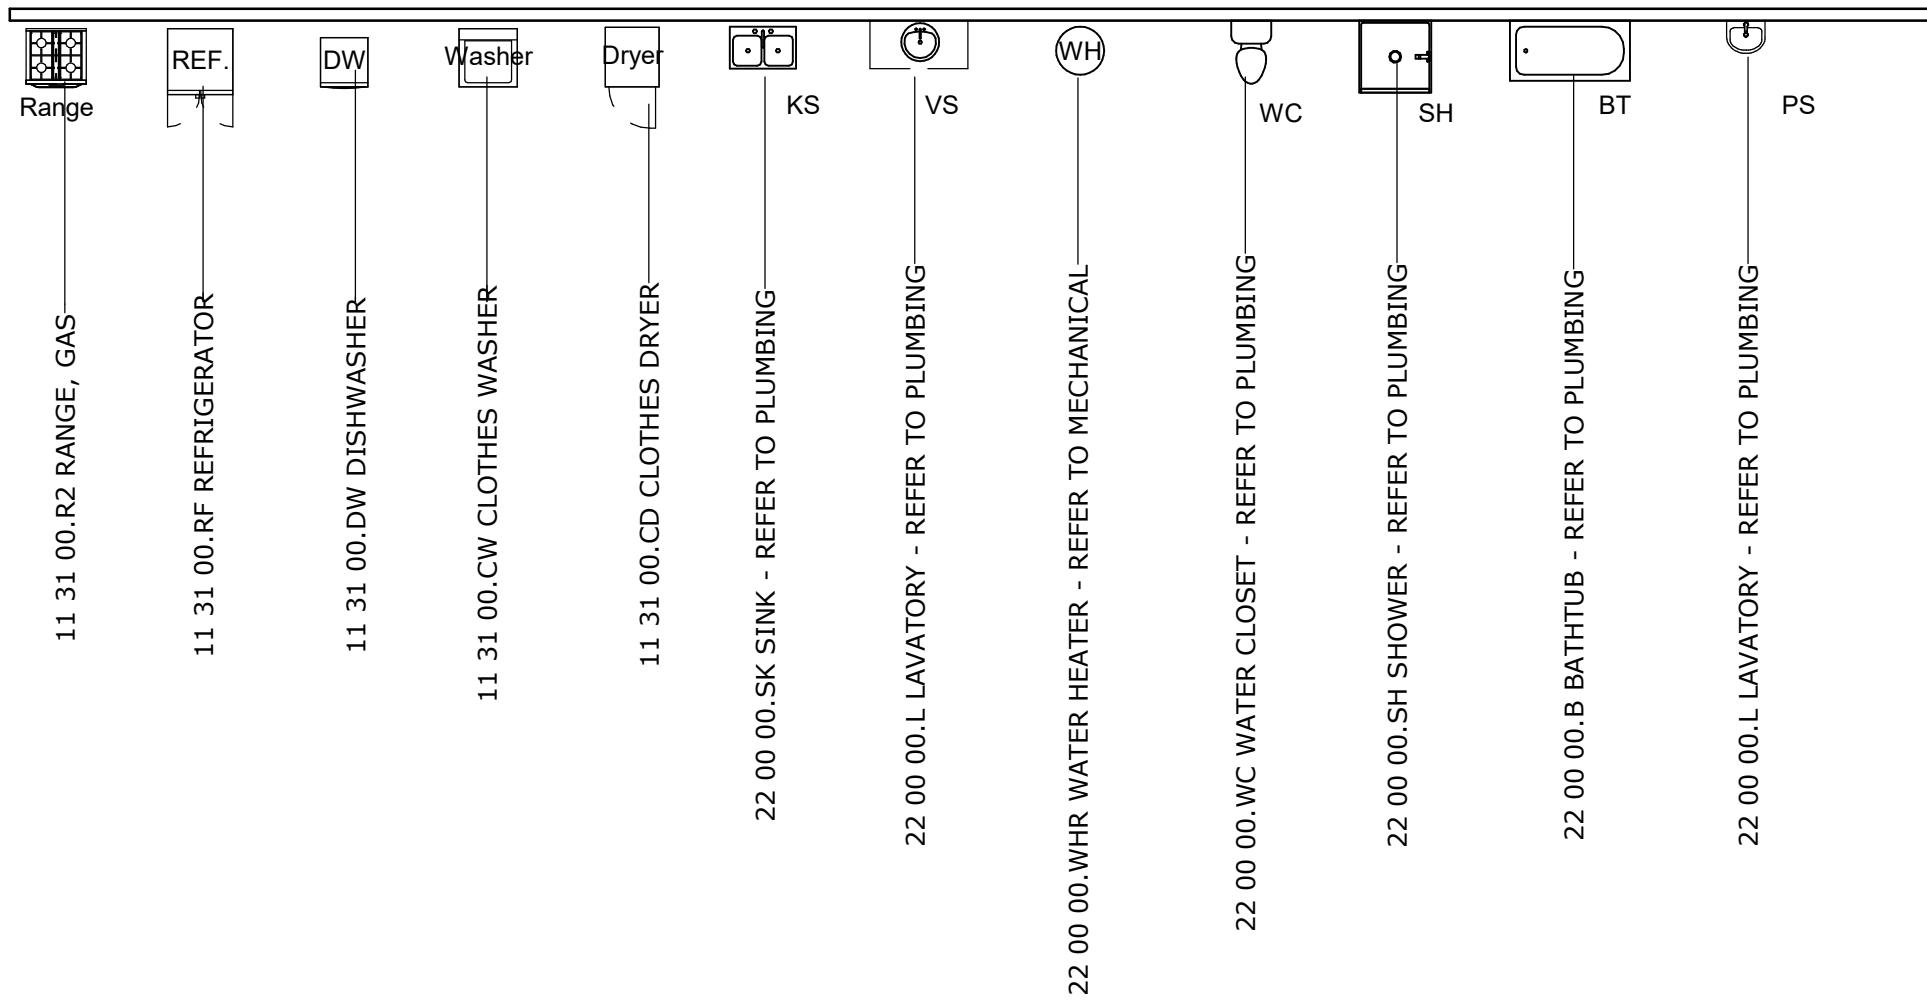 Range
REF.
DW
Washer
Dryer
KS
VS
WH
WC
SH
BT
PS
11 31 00.R2 RANGE, GAS
11 31 00.RF REFRIGERATOR
11 31 00.DW DISHWASHER
11 31 00.CW CLOTHES WASHER
11 31 00.CD CLOTHES DRYER
22 00 00.SK SINK - REFER TO PLUMBING
22 00 00.L LAVATORY - REFER TO PLUMBING
22 00 00.WHR WATER HEATER - REFER TO MECHANICAL
22 00 00.WC WATER CLOSET - REFER TO PLUMBING
22 00 00.SH SHOWER - REFER TO PLUMBING
22 00 00.B BATHTUB - REFER TO PLUMBING
22 00 00.L LAVATORY - REFER TO PLUMBING